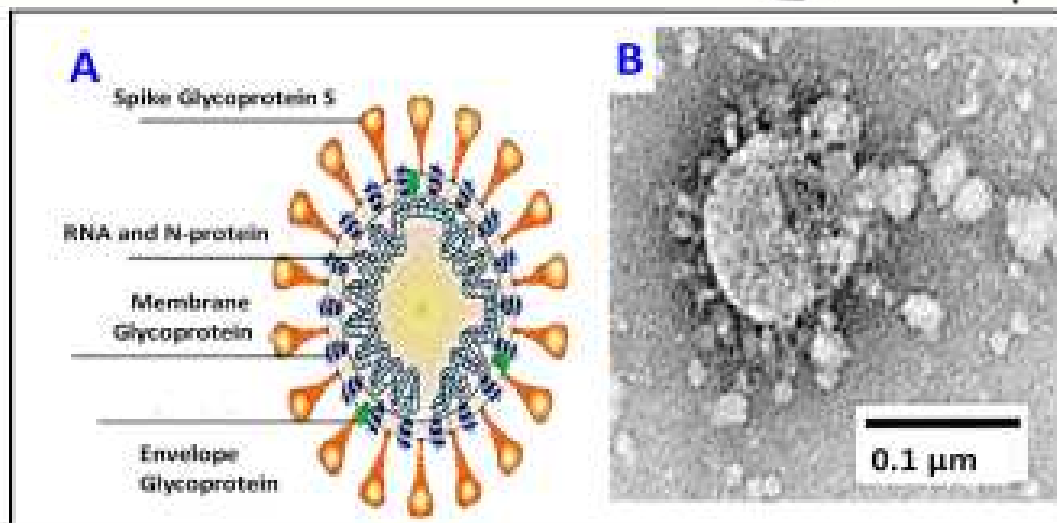 A
Spike Glycoprotein S
RNA and N-protein
Membrane
Glycoprotein
Envelope
Glycoprotein
B
0.1 µm